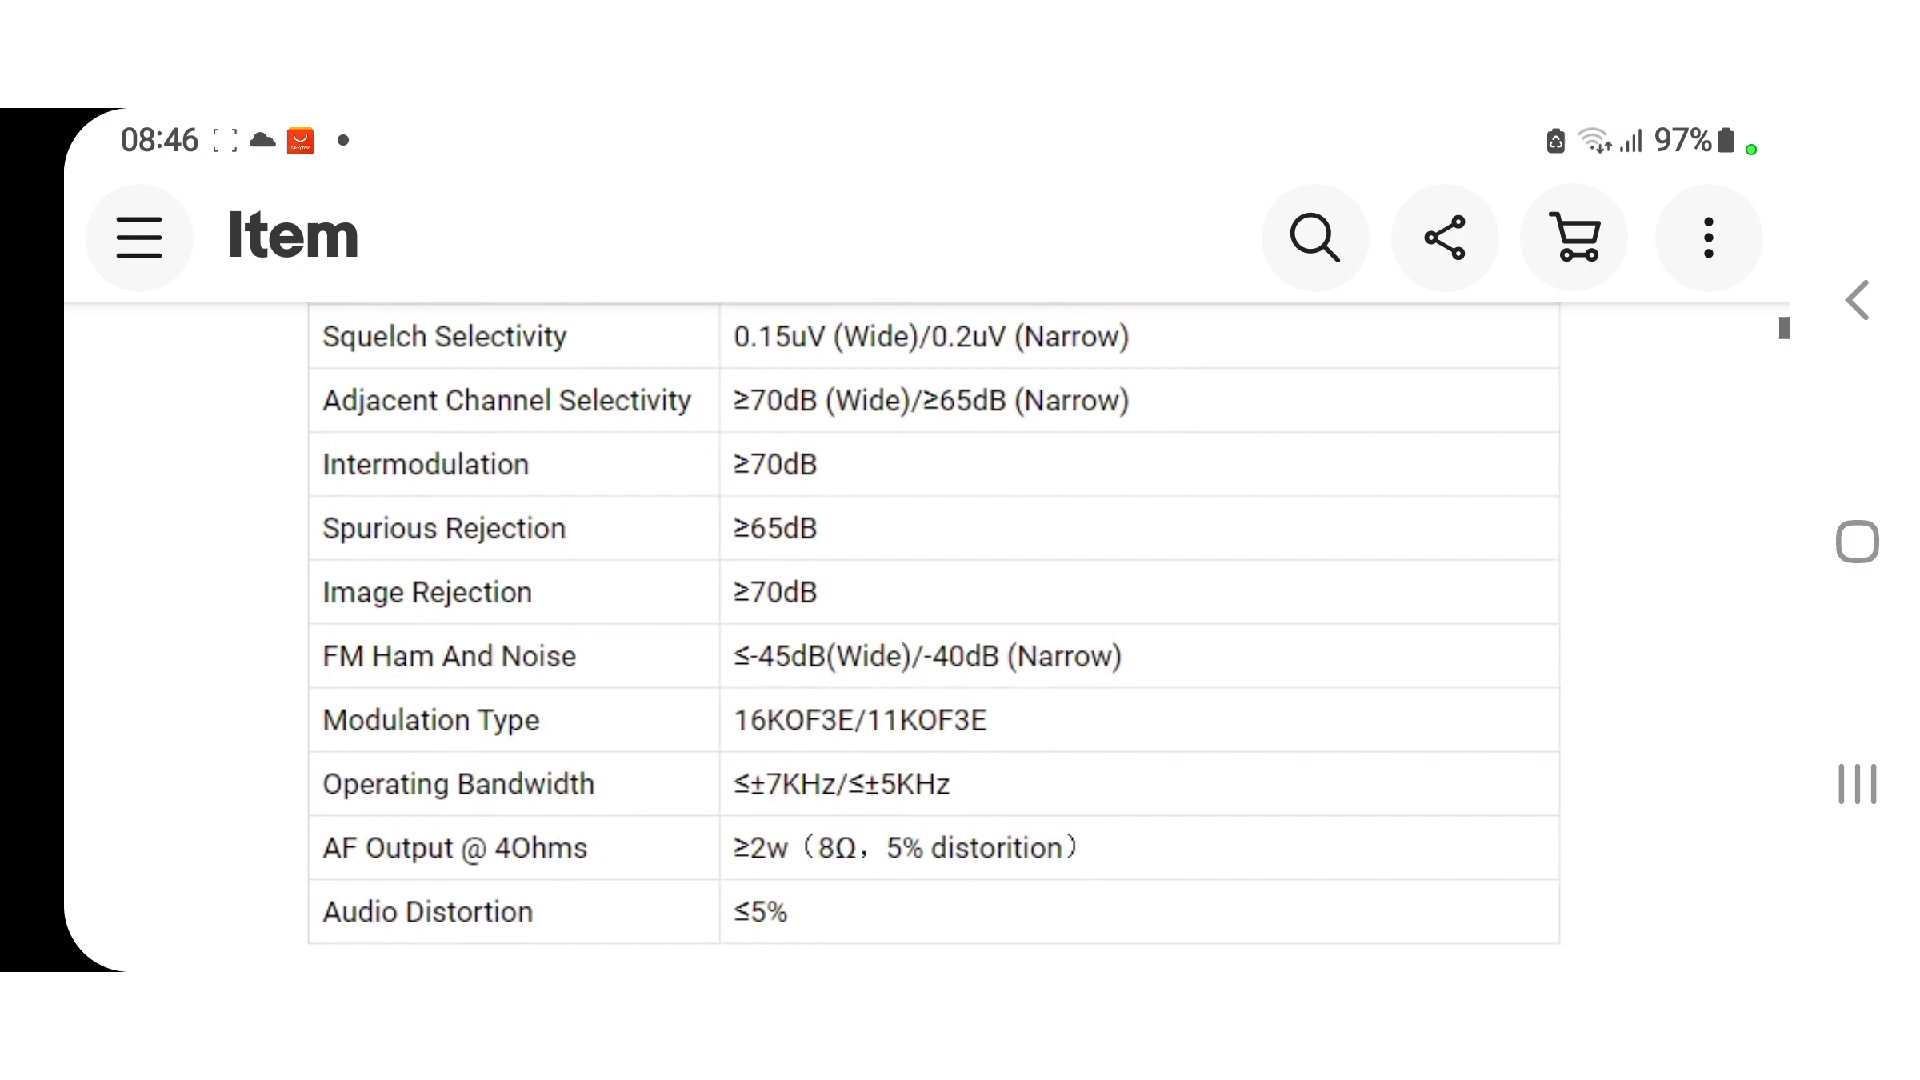 08:46
97%
Item
Squelch Selectivity 0.15uV (Wide)/0.2uV (Narrow)
Adjacent Channel Selectivity ≥70dB (Wide)/≥65dB (Narrow)
Intermodulation ≥70dB
Spurious Rejection ≥65dB
Image Rejection ≥70dB
FM Ham And Noise ≤-45dB(Wide)/-40dB (Narrow)
Modulation Type 16KOF3E/11KOF3E
Operating Bandwidth ≤±7KHz/≤±5KHz
AF Output @ 4Ohms ≥2w（8Ω，5% distorition）
Audio Distortion ≤5%